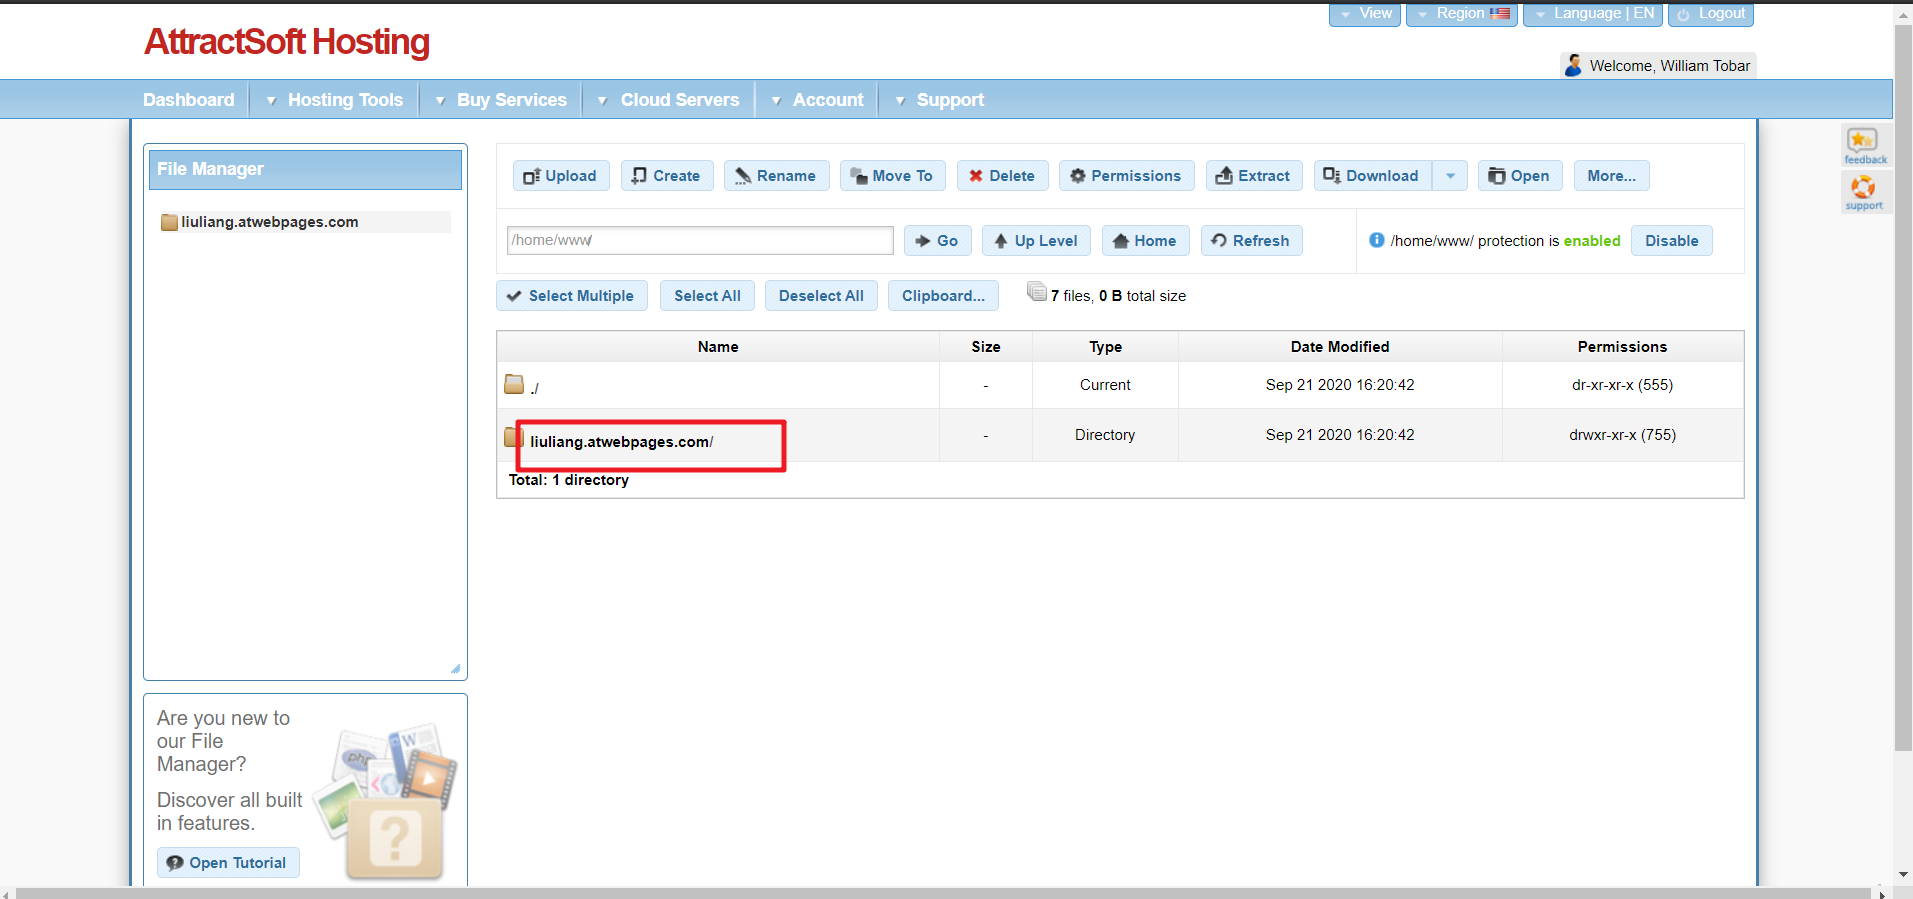 View Region Language | EN Logout
AttractSoft Hosting
Welcome, William Tobar
Dashboard Hosting Tools Buy Services Cloud Servers Account Support
feedback
support
File Manager
liuliang.atwebpages.com
Upload Create Rename Move To Delete Permissions Extract Download Open More...
/home/www/ Go Up Level Home Refresh /home/www/ protection is enabled Disable
Select Multiple Select All Deselect All Clipboard... 7 files, 0 B total size
Name Size Type Date Modified Permissions
./ - Current Sep 21 2020 16:20:42 dr-xr-xr-x (555)
liuliang.atwebpages.com/ - Directory Sep 21 2020 16:20:42 drwxr-xr-x (755)
Total: 1 directory
Are you new to
our File
Manager?
Discover all built
in features.
php W
?
Open Tutorial